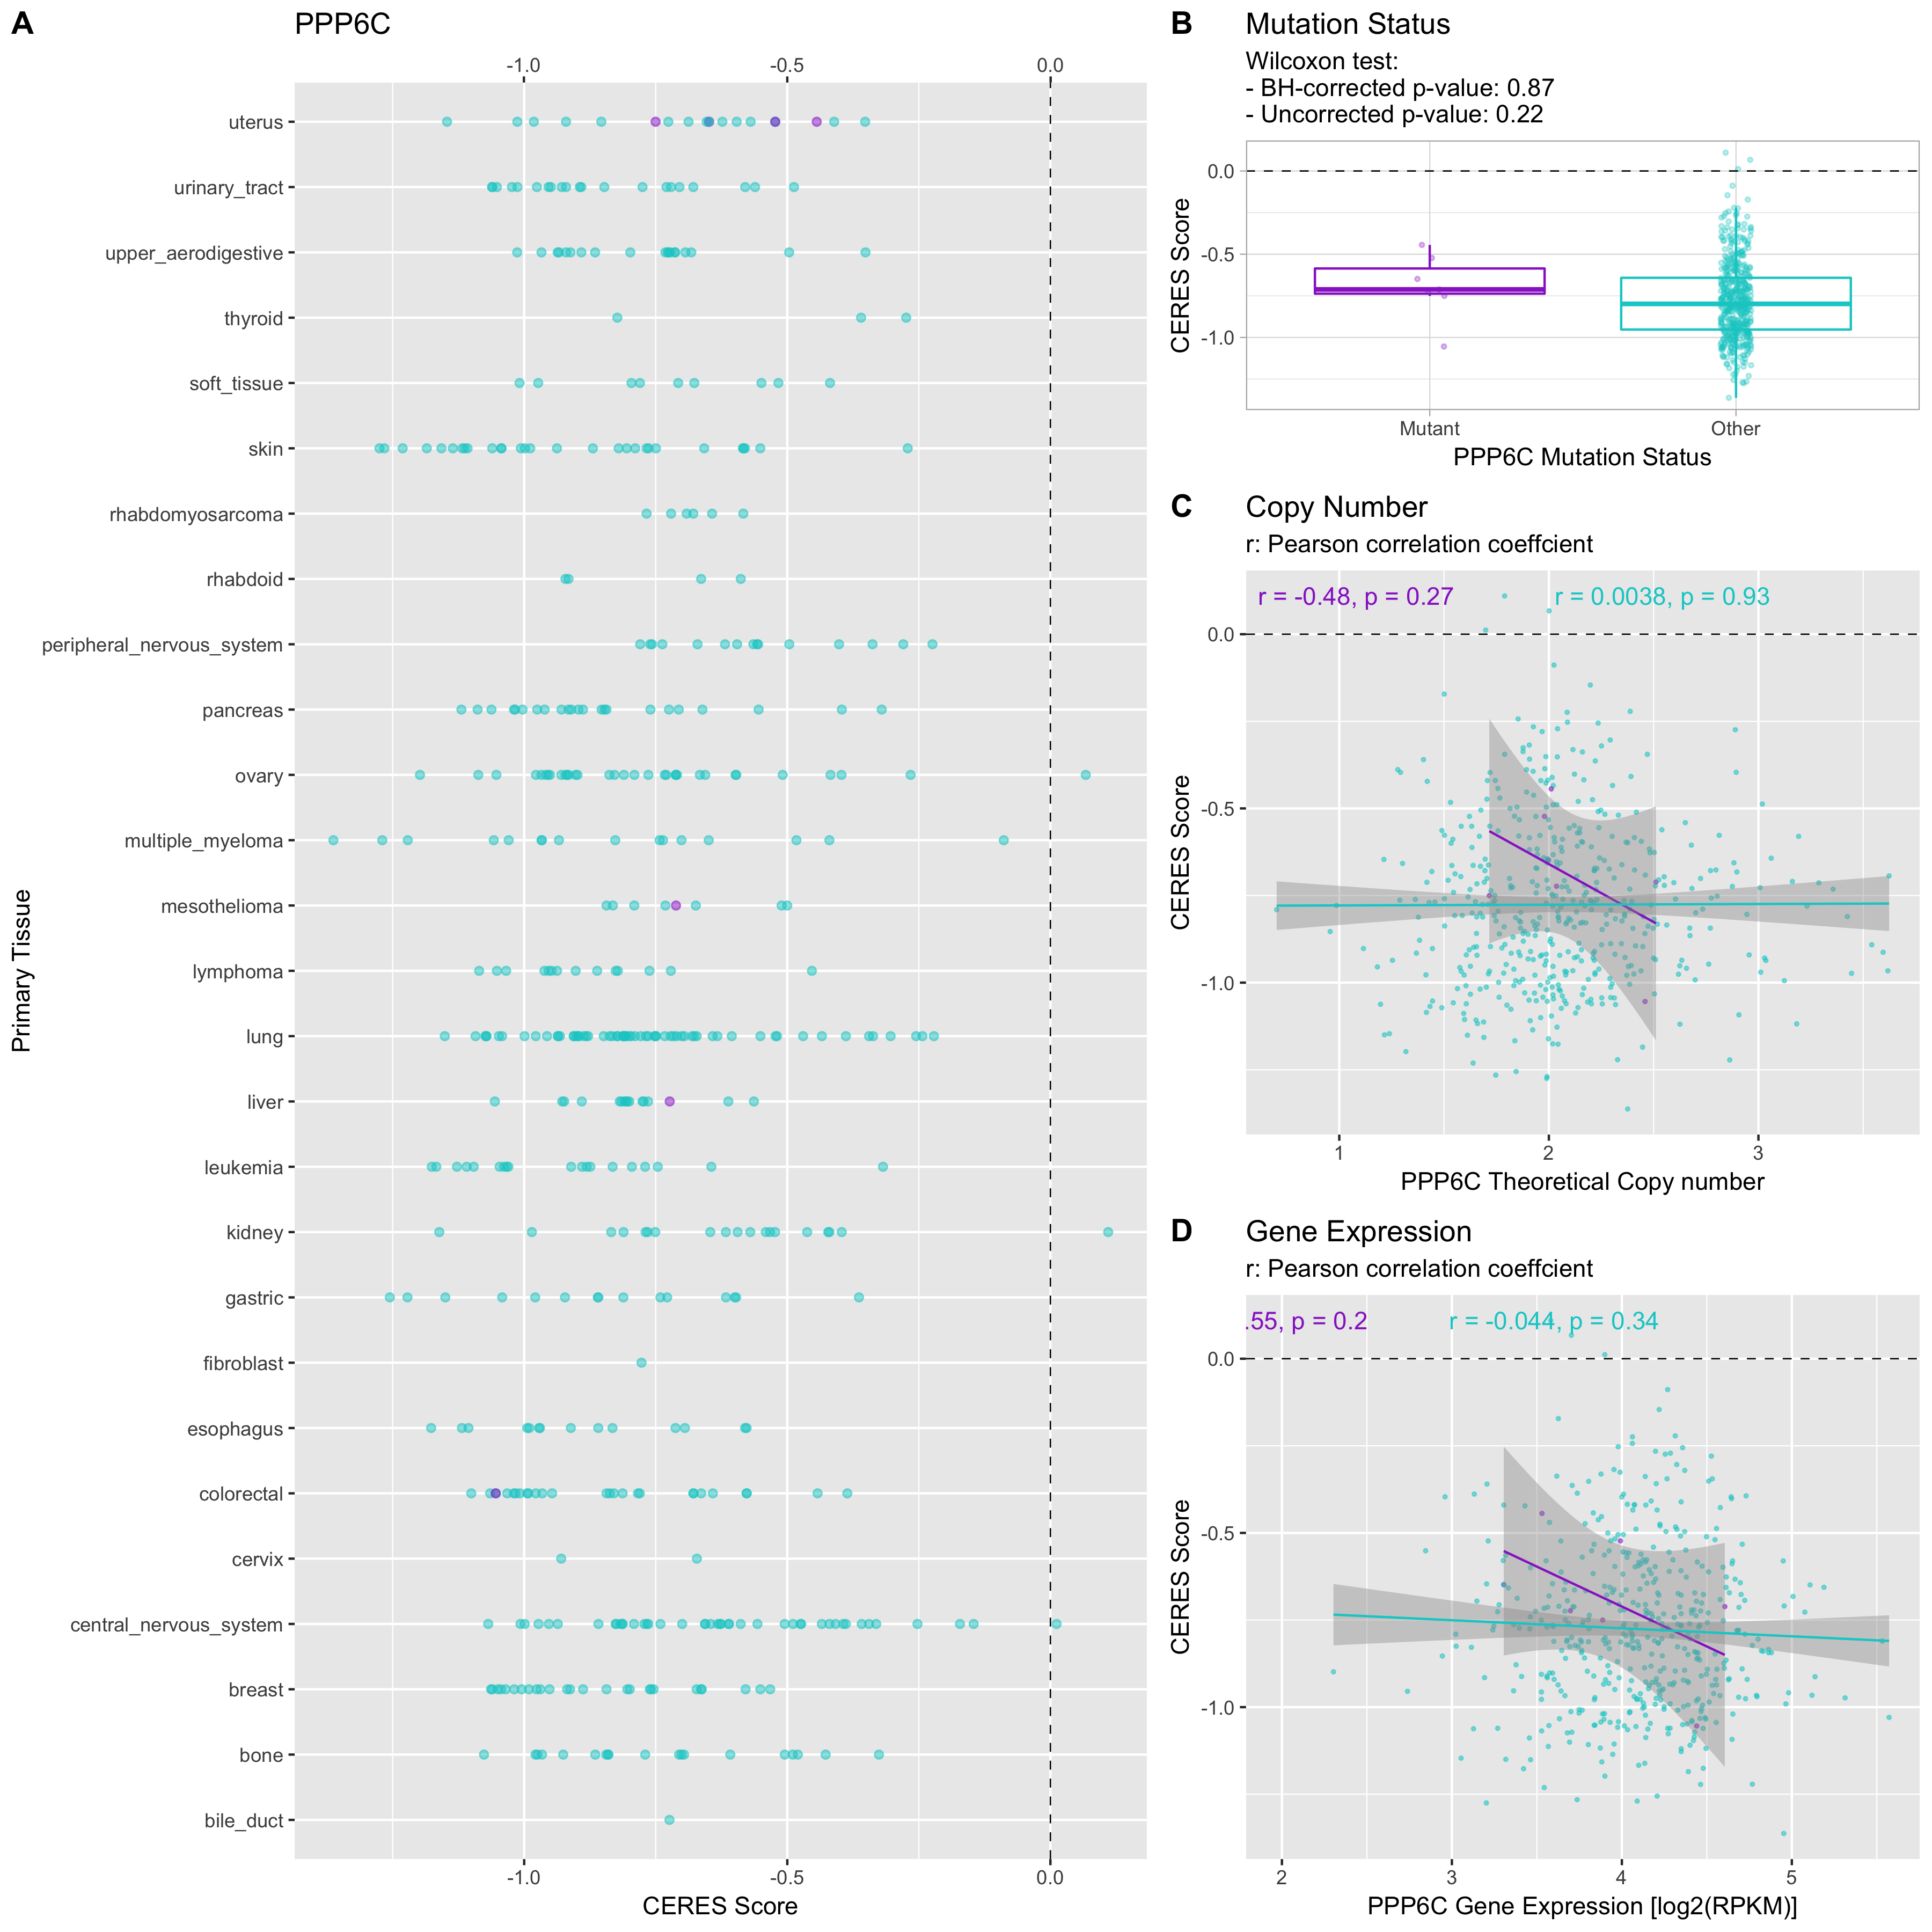 A
PPP6C
-1.0
-0.5
0.0
uterus
urinary_tract
upper_aerodigestive
thyroid
soft_tissue
skin
rhabdomyosarcoma
rhabdoid
peripheral_nervous_system
pancreas
ovary
multiple_myeloma
mesothelioma
lymphoma
lung
liver
leukemia
kidney
gastric
fibroblast
esophagus
colorectal
cervix
central_nervous_system
breast
bone
bile_duct
Primary Tissue
-1.0
-0.5
0.0
CERES Score
B
Mutation Status
Wilcoxon test:
- BH-corrected p-value: 0.87
- Uncorrected p-value: 0.22
0.0
-0.5
-1.0
CERES Score
Mutant
Other
PPP6C Mutation Status
C
Copy Number
r: Pearson correlation coeffcient
r = -0.48, p = 0.27
r = 0.0038, p = 0.93
0.0
-0.5
-1.0
CERES Score
1
2
3
PPP6C Theoretical Copy number
D
Gene Expression
r: Pearson correlation coeffcient
.55, p = 0.2
r = -0.044, p = 0.34
0.0
-0.5
-1.0
CERES Score
2
3
4
5
PPP6C Gene Expression [log2(RPKM)]